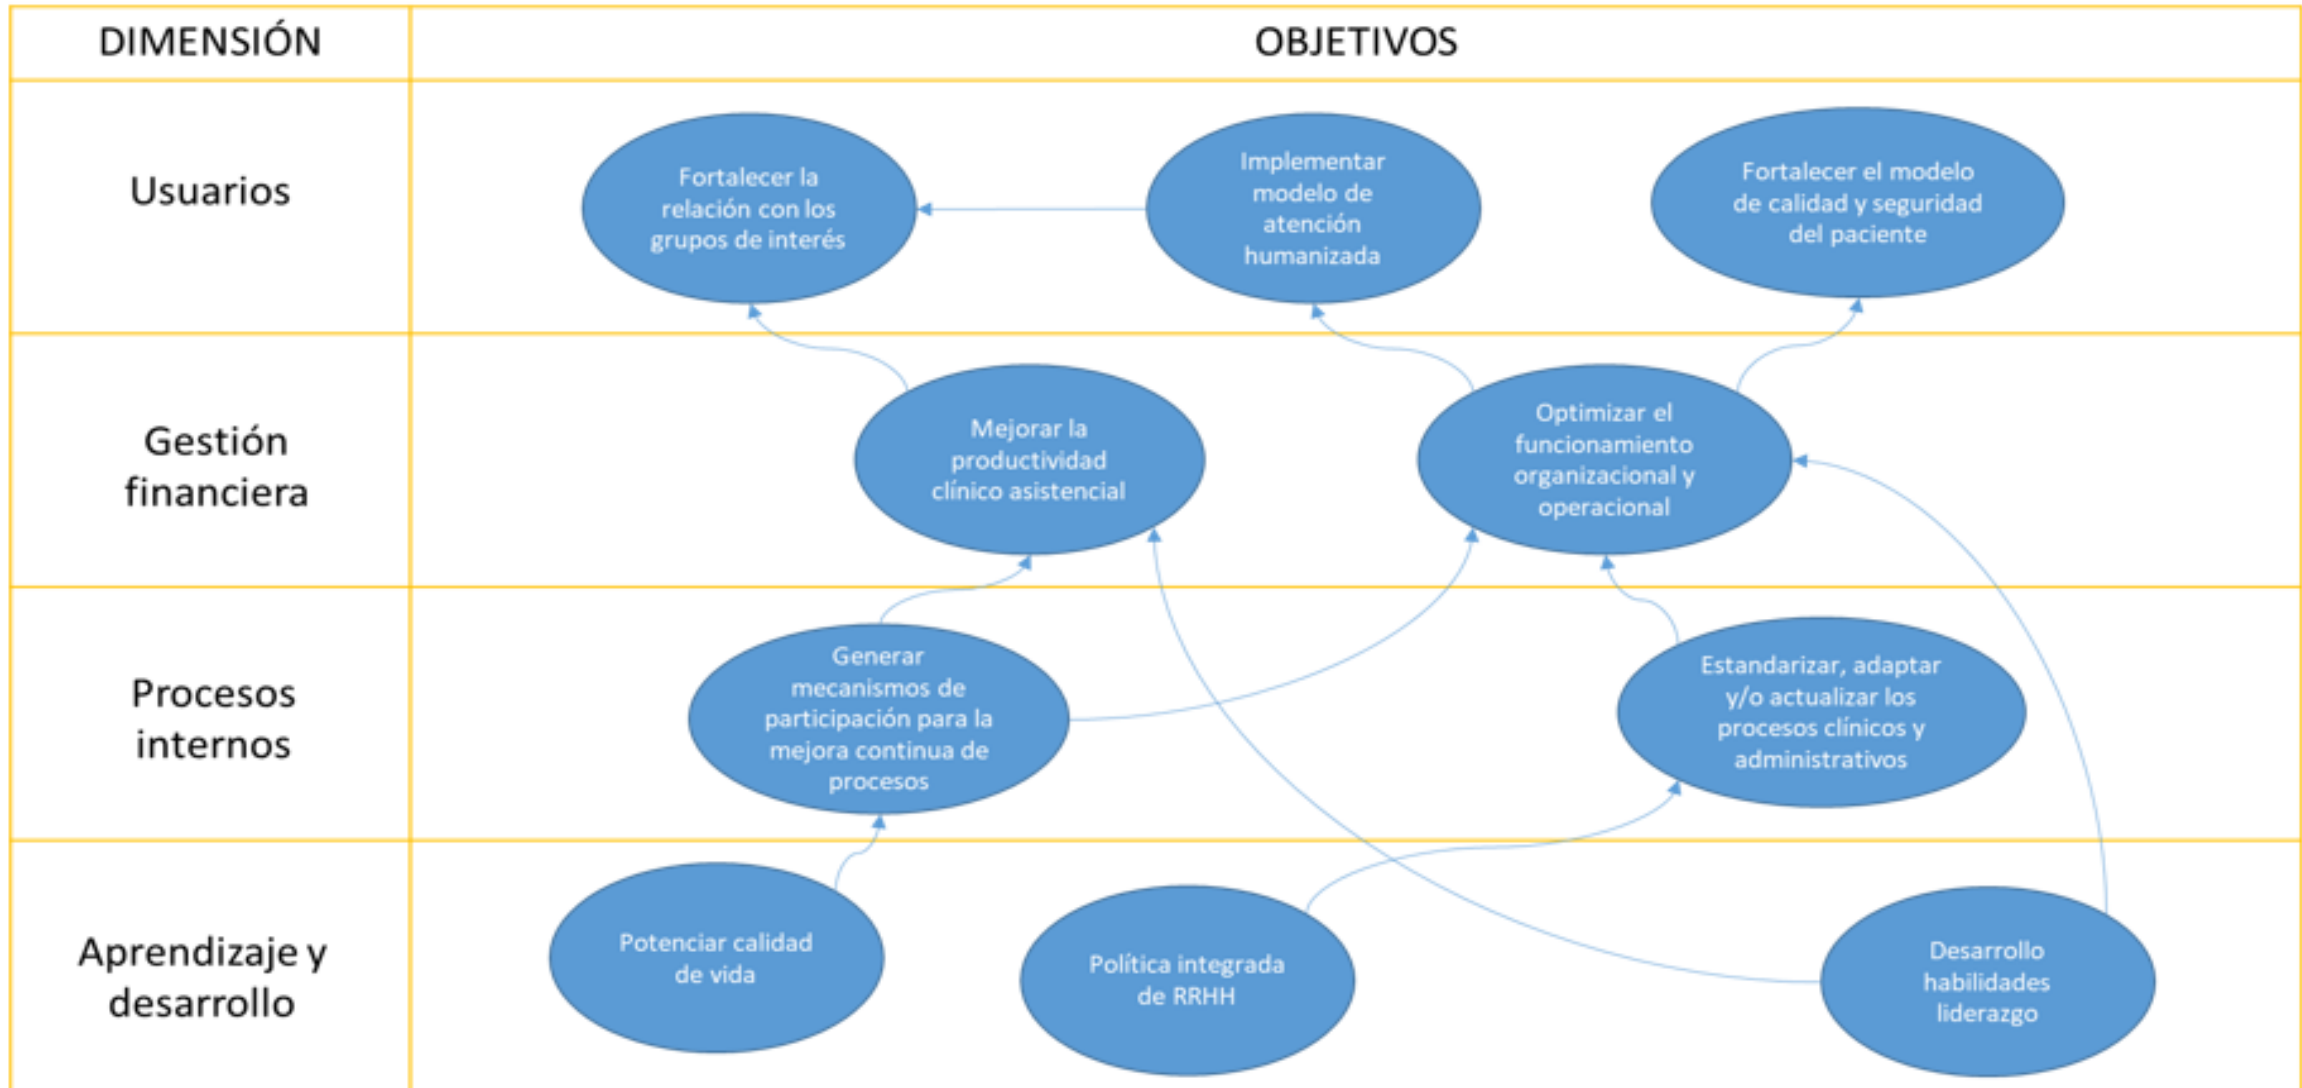 DIMENSIÓN
OBJETIVOS
Usuarios
Fortalecer la
relación con los
grupos de interés
Implementar
modelo de
atención
humanizada
Fortalecer el modelo
de calidad y seguridad
del paciente
Gestión
financiera
Mejorar la
productividad
clínico asistencial
Optimizar el
funcionamiento
organizacional y
operacional
Procesos
internos
Generar
mecanismos de
participación para la
mejora continua de
procesos
Estandarizar, adaptar
y/o actualizar los
procesos clínicos y
administrativos
Aprendizaje y
desarrollo
Potenciar calidad
de vida
Política integrada
de RRHH
Desarrollo
habilidades
liderazgo